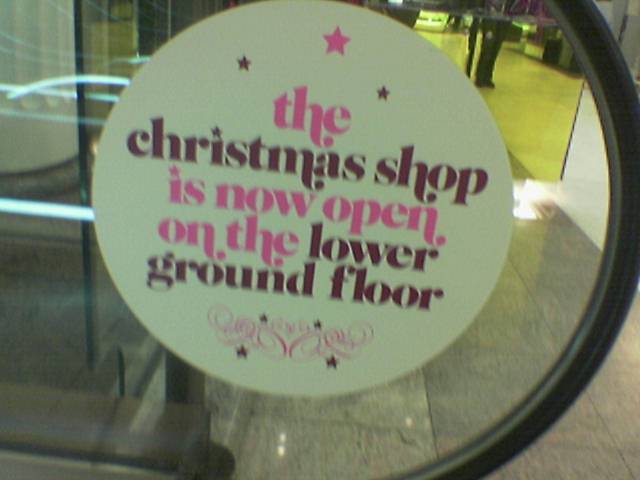 the
christmas shop
is now open
on the lower
ground floor